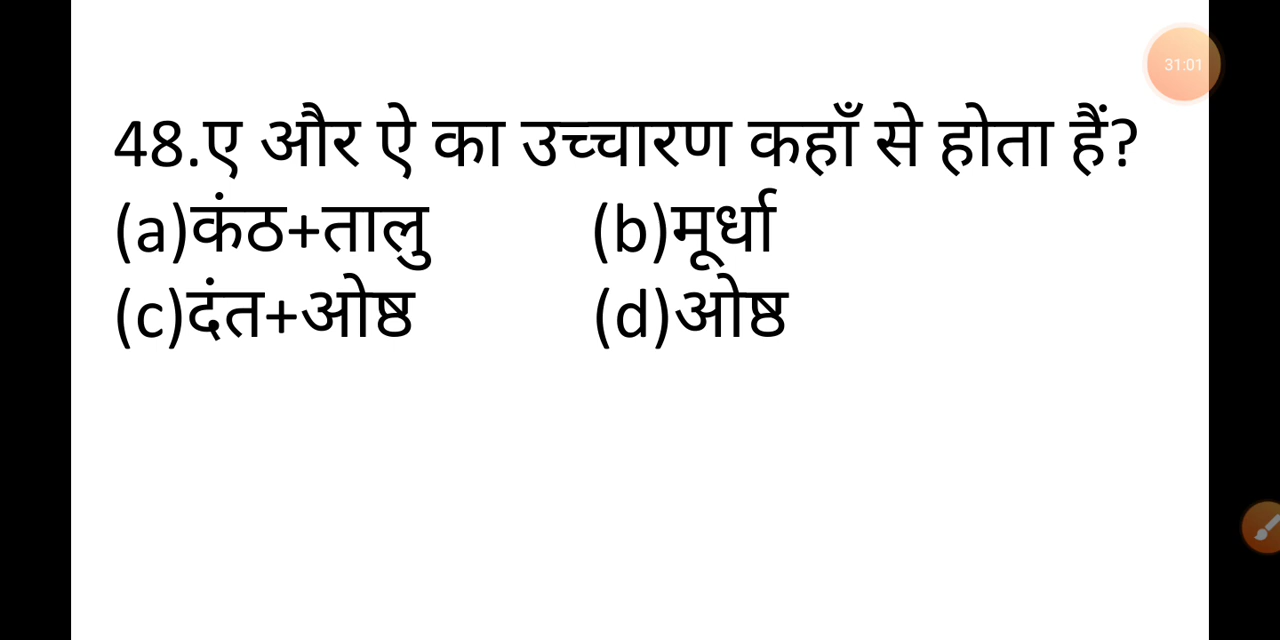 31:01
48.ए और ऐ का उच्चारण कहाँ से होता हैं?
(a)कंठ+तालु (b)मूर्धा
(c)दंत+ओष्ठ (d)ओष्ठ